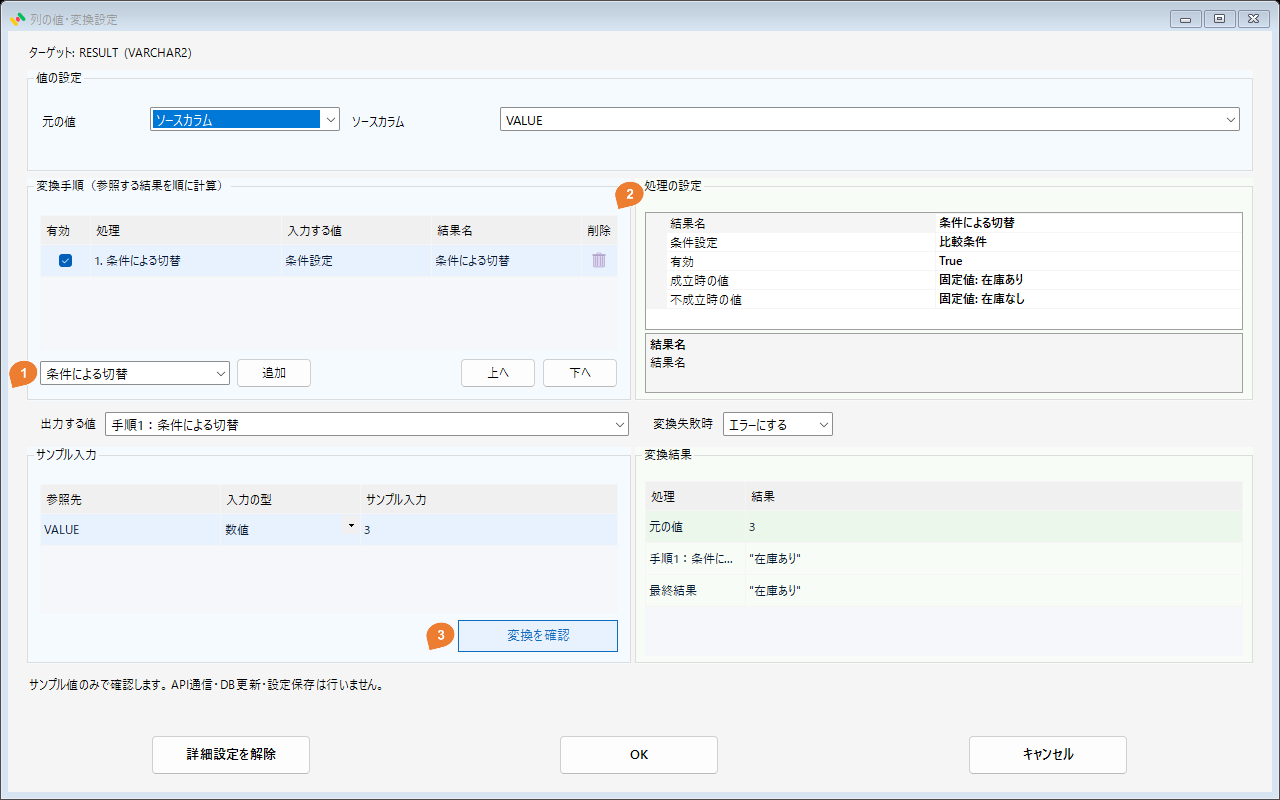 列の値・変換設定
ターゲット: RESULT (VARCHAR2)
値の設定
元の値 ソースカラム ソースカラム VALUE
変換手順（参照する結果を順に計算）
有効 処理 入力する値 結果名 削除
1. 条件による切替 条件設定 条件による切替
1 条件による切替 追加 上へ 下へ
2 処理の設定
結果名 条件による切替
条件設定 比較条件
有効 True
成立時の値 固定値: 在庫あり
不成立時の値 固定値: 在庫なし
結果名
結果名
出力する値 手順1：条件による切替 変換失敗時 エラーにする
サンプル入力
参照先 入力の型 サンプル入力
VALUE 数値 3
3 変換を確認
変換結果
処理 結果
元の値 3
手順1：条件に... "在庫あり"
最終結果 "在庫あり"
サンプル値のみで確認します。API通信・DB更新・設定保存は行いません。
詳細設定を解除 OK キャンセル